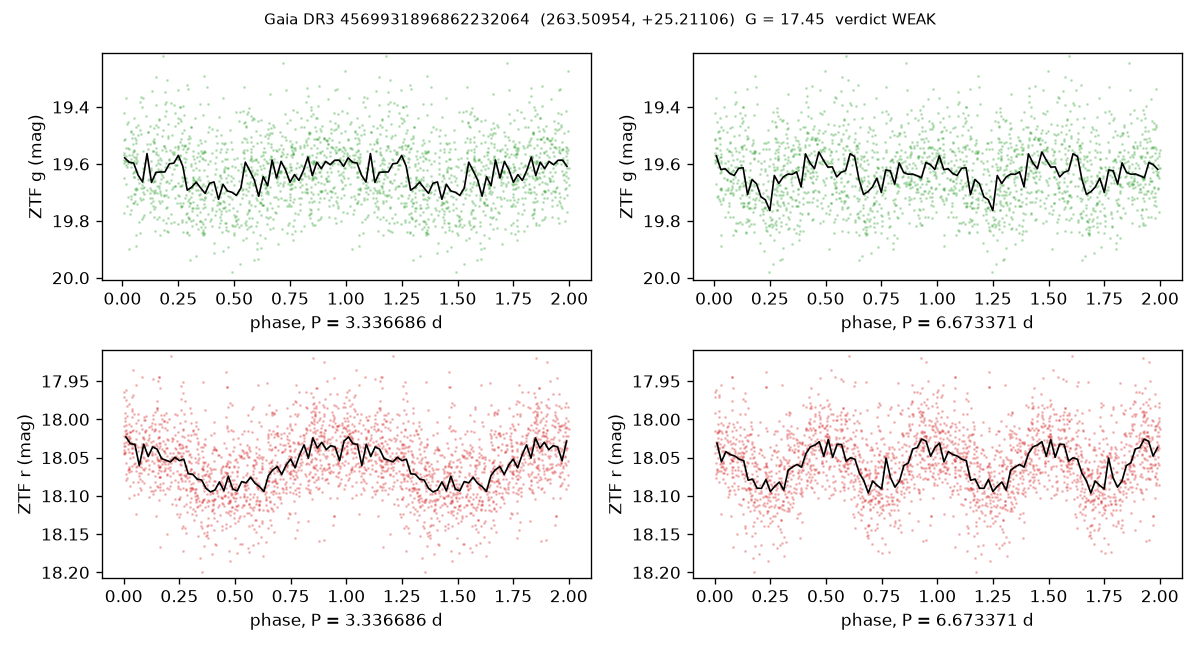 Gaia DR3 4569931896862232064 (263.50954, +25.21106) G = 17.45 verdict WEAK
ZTF g (mag)
19.4
19.6
19.8
20.0
0.00 0.25 0.50 0.75 1.00 1.25 1.50 1.75 2.00
phase, P = 3.336686 d
ZTF g (mag)
19.4
19.6
19.8
20.0
0.00 0.25 0.50 0.75 1.00 1.25 1.50 1.75 2.00
phase, P = 6.673371 d
ZTF r (mag)
17.95
18.00
18.05
18.10
18.15
18.20
0.00 0.25 0.50 0.75 1.00 1.25 1.50 1.75 2.00
phase, P = 3.336686 d
ZTF r (mag)
17.95
18.00
18.05
18.10
18.15
18.20
0.00 0.25 0.50 0.75 1.00 1.25 1.50 1.75 2.00
phase, P = 6.673371 d